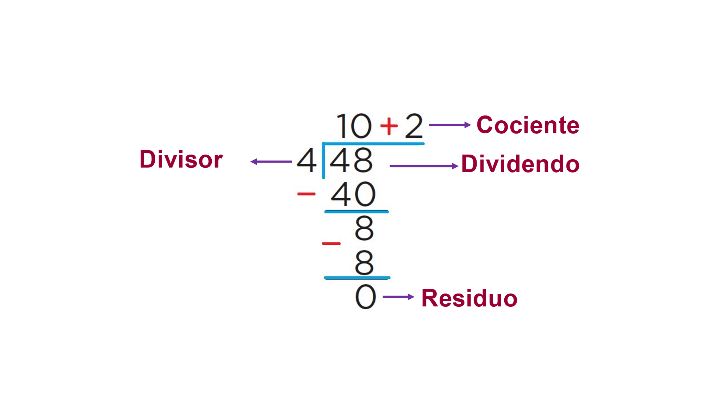 10 + 2 Cociente
Divisor 4 48 Dividendo
- 40
8
- 8
0 Residuo